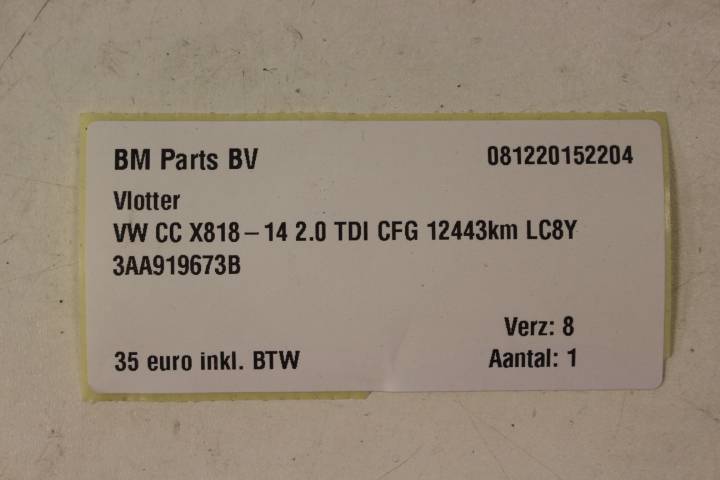 BM Parts BV 081220152204
Vlotter
VW CC X818-14 2.0 TDI CFG 12443km LC8Y
3AA919673B
Verz: 8
35 euro inkl. BTW Aantal: 1